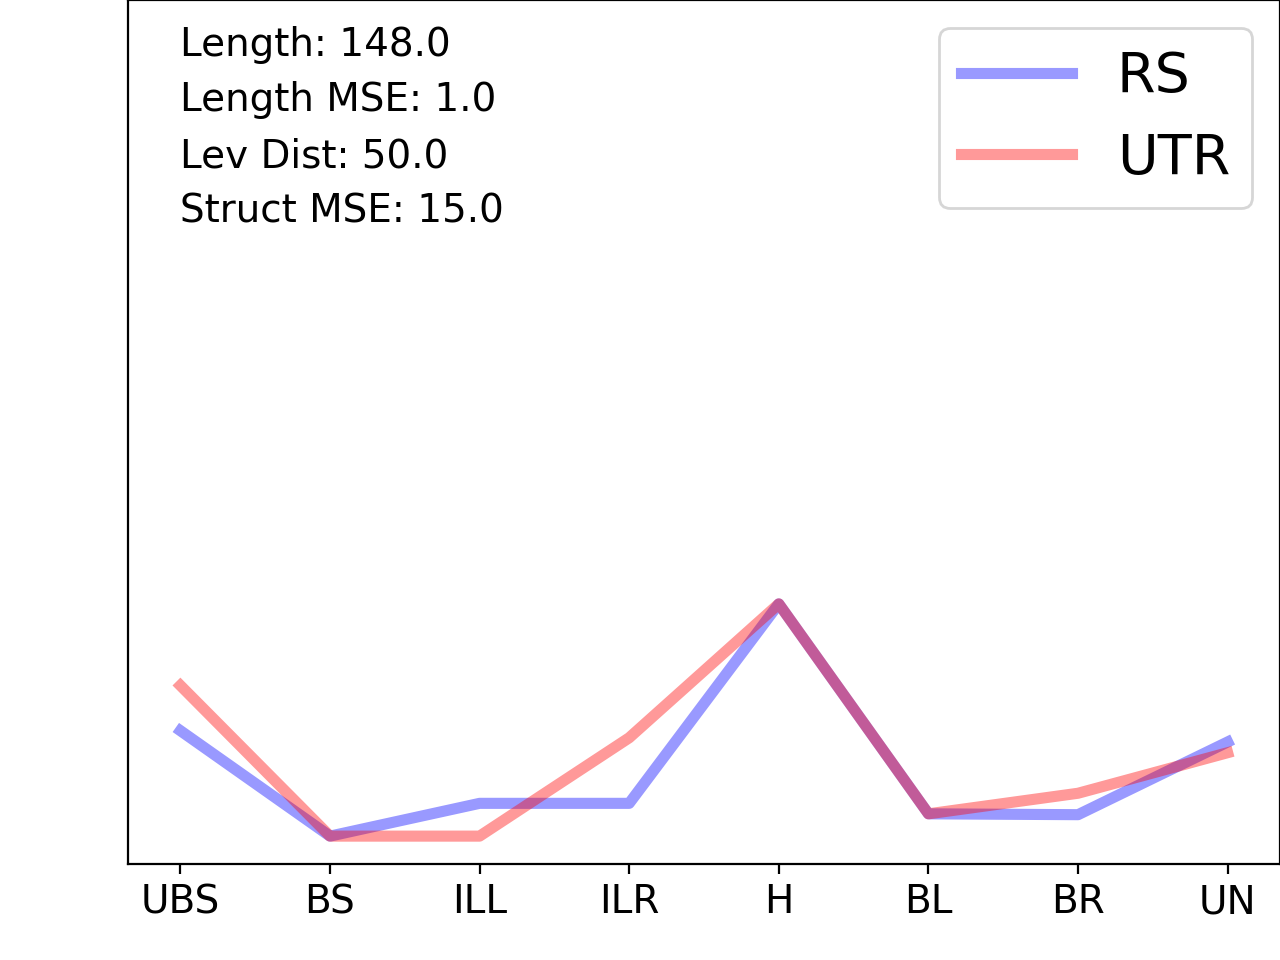 Length: 148.0
Length MSE: 1.0
Lev Dist: 50.0
Struct MSE: 15.0
RS
UTR
UBS BS ILL ILR H BL BR UN